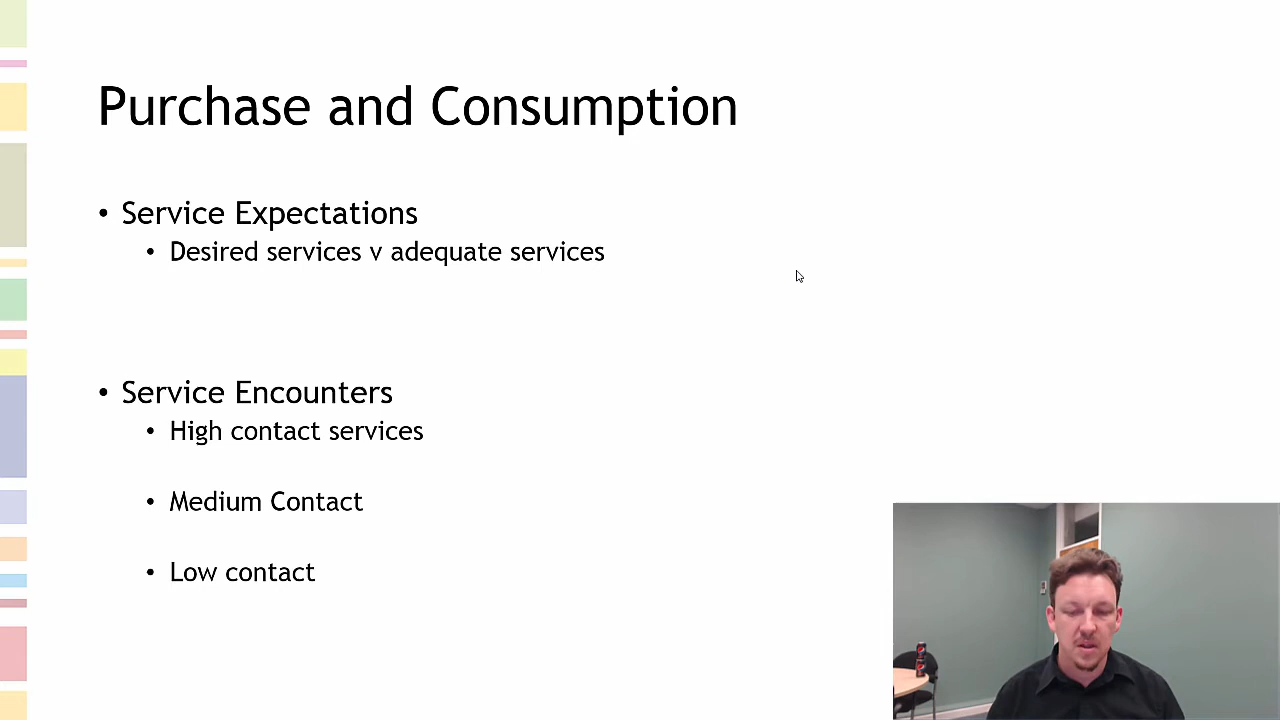 Purchase and Consumption
• Service Expectations
• Desired services v adequate services
• Service Encounters
• High contact services
• Medium Contact
• Low contact